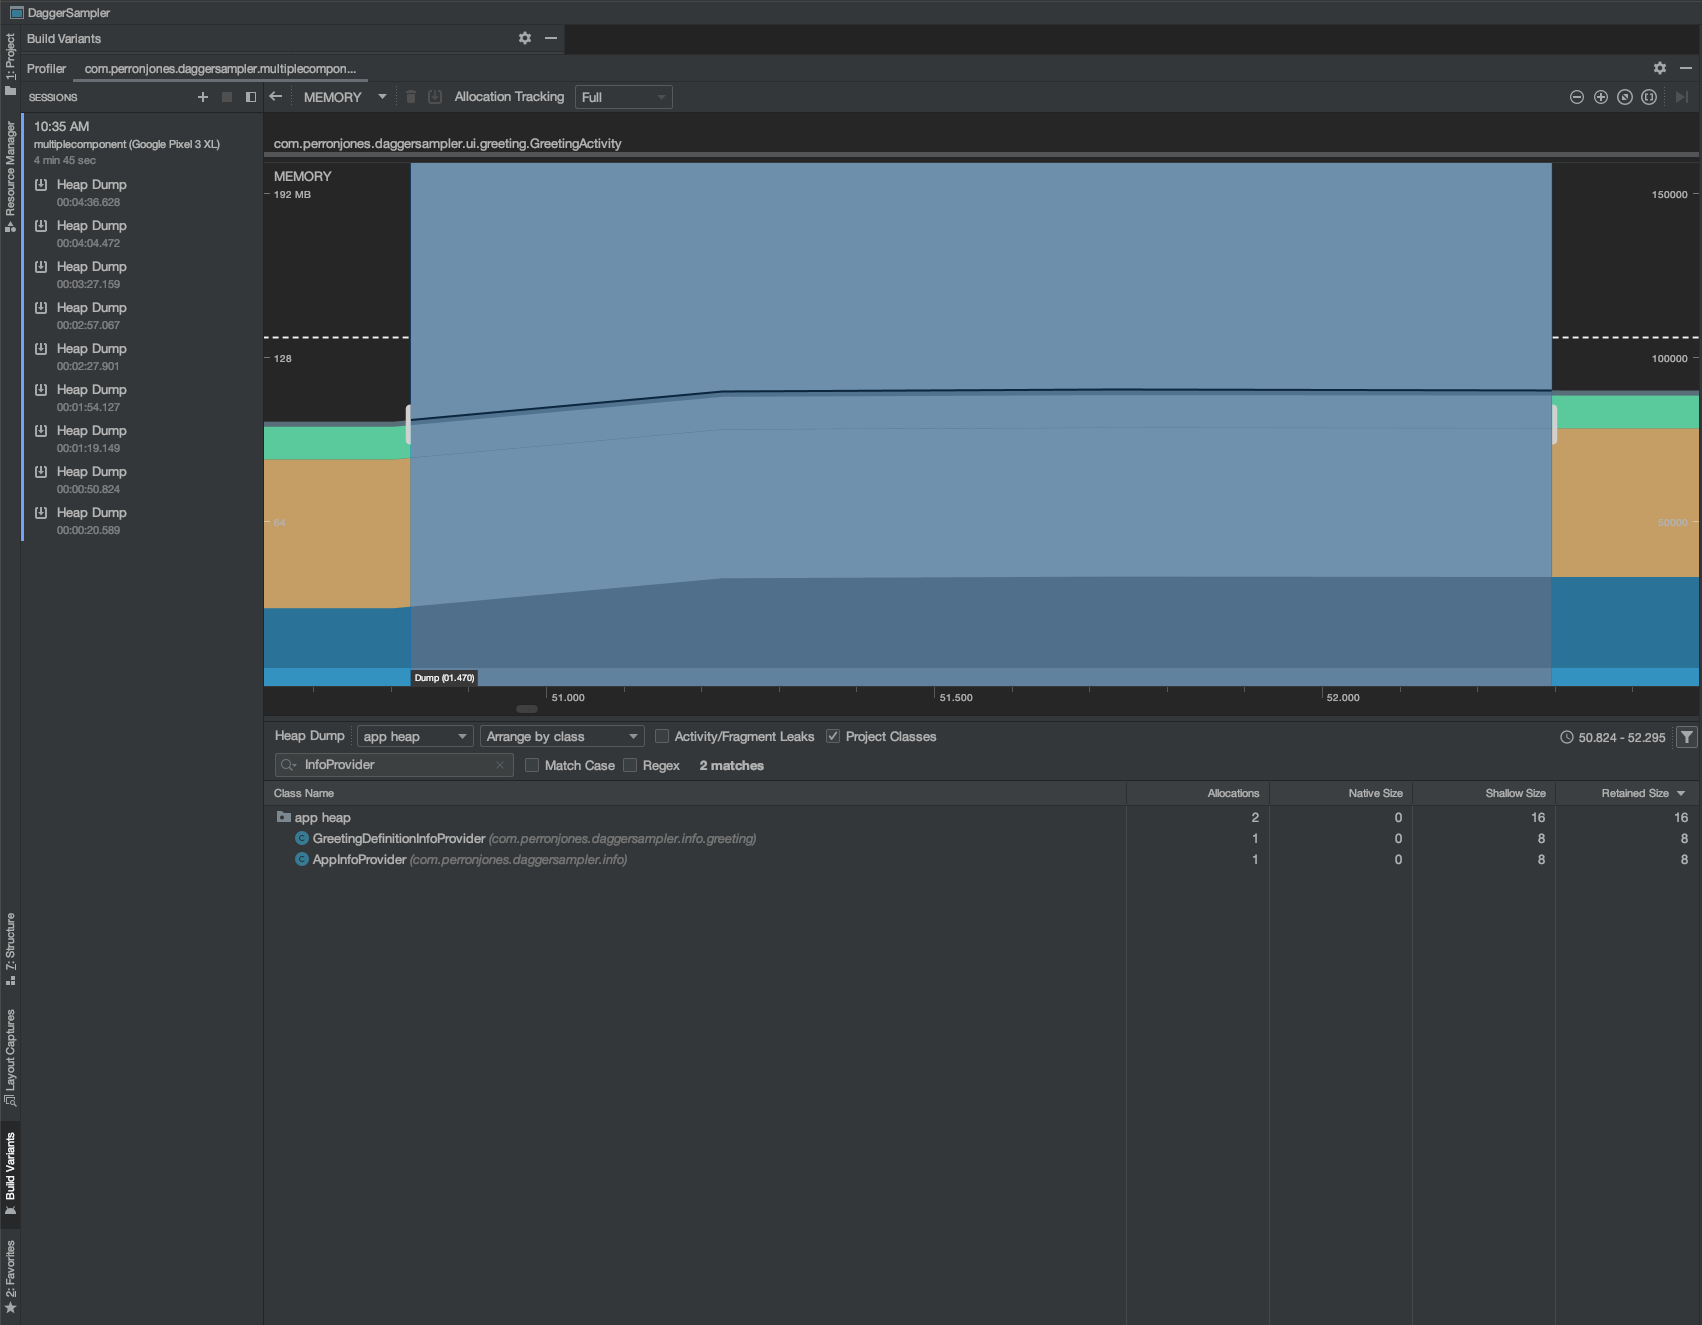 DaggerSampler
Build Variants
Profiler com.perronjones.daggersampler.multiplecompon...
SESSIONS
MEMORY Allocation Tracking Full
1: Project
Resource Manager
7: Structure
Layout Captures
Build Variants
2: Favorites
10:35 AM
multiplecomponent (Google Pixel 3 XL)
4 min 45 sec
Heap Dump
00:04:36.628
Heap Dump
00:04:04.472
Heap Dump
00:03:27.159
Heap Dump
00:02:57.067
Heap Dump
00:02:27.901
Heap Dump
00:01:54.127
Heap Dump
00:01:19.149
Heap Dump
00:00:50.824
Heap Dump
00:00:20.589
com.perronjones.daggersampler.ui.greeting.GreetingActivity
MEMORY
192 MB 150000
128 100000
64 50000
Dump (01.470)
51.000 51.500 52.000
Heap Dump app heap Arrange by class Activity/Fragment Leaks Project Classes 50.824 - 52.295
InfoProvider Match Case Regex 2 matches
Class Name Allocations Native Size Shallow Size Retained Size
app heap 2 0 16 16
C GreetingDefinitionInfoProvider (com.perronjones.daggersampler.info.greeting) 1 0 8 8
C AppInfoProvider (com.perronjones.daggersampler.info) 1 0 8 8